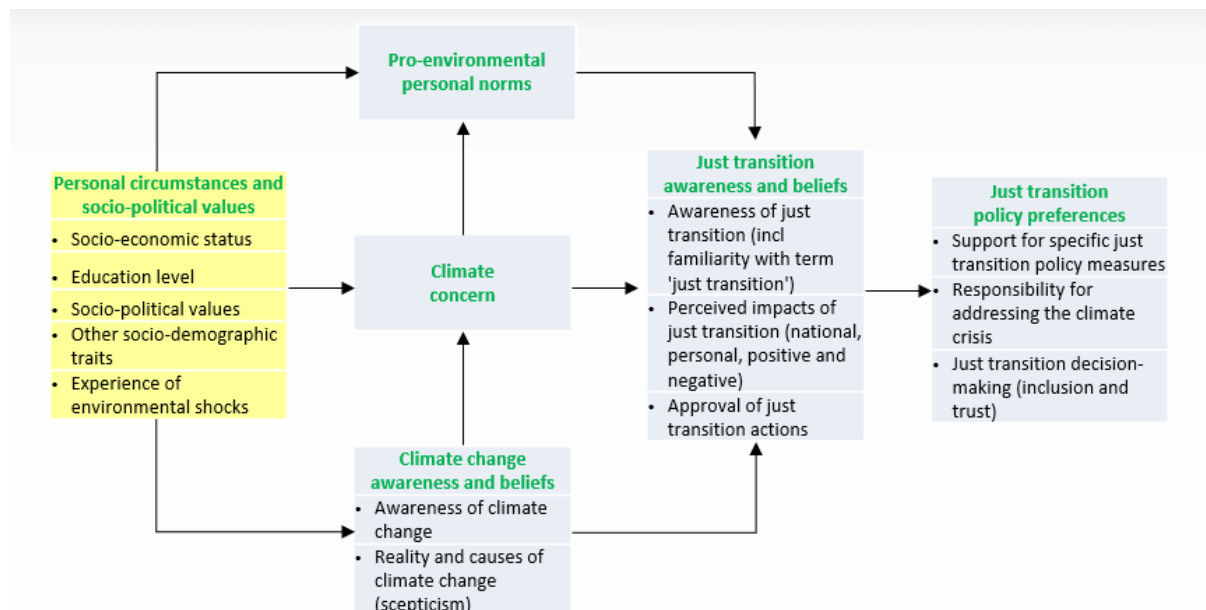 Pro-environmental
personal norms
Personal circumstances and
socio-political values
• Socio-economic status
• Education level
• Socio-political values
• Other socio-demographic
traits
• Experience of
environmental shocks
Climate
concern
Climate change
awareness and beliefs
• Awareness of climate
change
• Reality and causes of
climate change
(scepticism)
Just transition
awareness and beliefs
• Awareness of just
transition (incl
familiarity with term
'just transition')
• Perceived impacts of
just transition (national,
personal, positive and
negative)
• Approval of just
transition actions
Just transition
policy preferences
• Support for specific just
transition policy measures
• Responsibility for
addressing the climate
crisis
• Just transition decision-
making (inclusion and
trust)